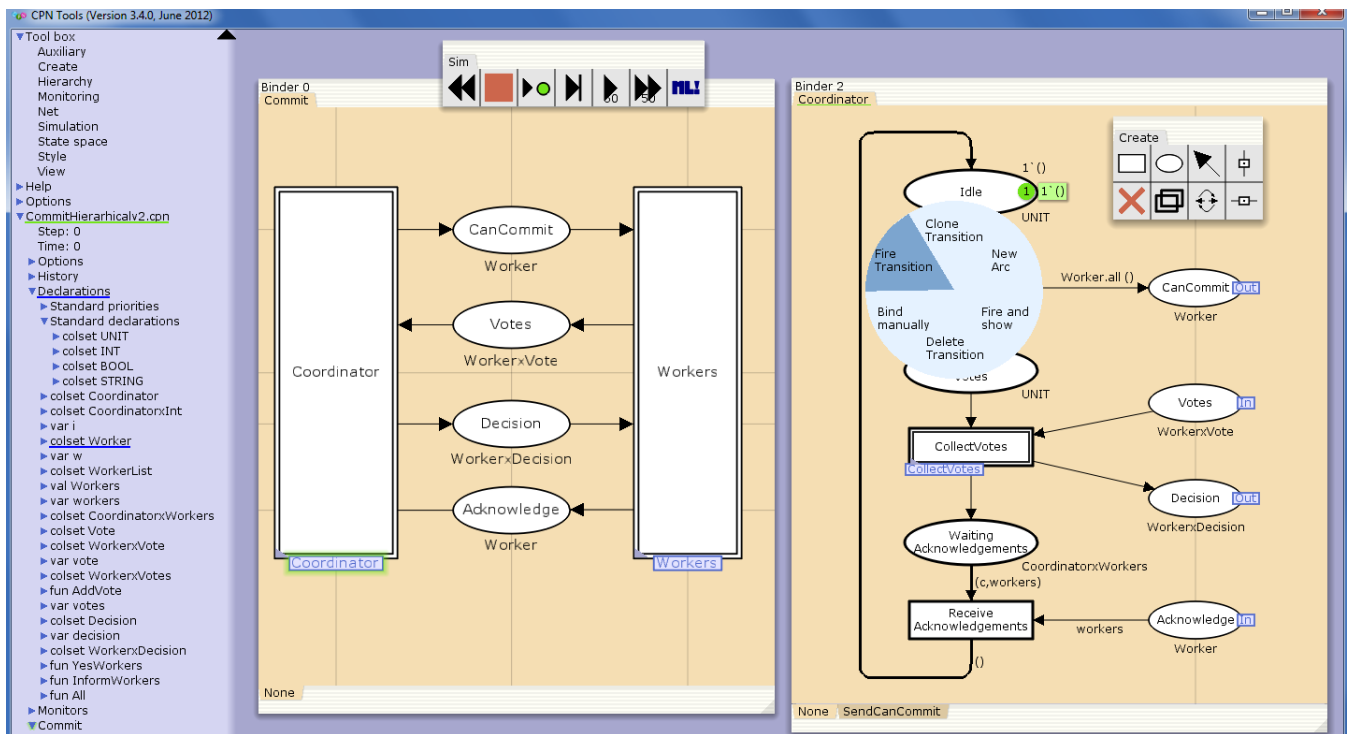 CPN Tools (Version 3.4.0, June 2012)
Tool box
Auxiliary
Create
Hierarchy
Monitoring
Net
Simulation
State space
Style
View
Help
Options
CommitHierarhicalv2.cpn
Step: 0
Time: 0
Options
History
Declarations
Standard priorities
Standard declarations
colset UNIT
colset INT
colset BOOL
colset STRING
colset Coordinator
colset CoordinatorxInt
var i
colset Worker
var w
colset WorkerList
val Workers
var workers
colset CoordinatorxWorkers
colset Vote
colset WorkerxVote
var vote
colset WorkerxVotes
fun AddVote
var votes
colset Decision
var decision
colset WorkerxDecision
fun YesWorkers
fun InformWorkers
fun All
Monitors
Commit
Sim
50
50
ML!
Binder 0
Commit
Coordinator
Coordinator
CanCommit
Worker
Votes
WorkerxVote
Decision
WorkerxDecision
Acknowledge
Worker
Workers
Workers
None
Binder 2
Coordinator
Create
1`()
Idle
1
1`()
UNIT
Clone
Transition
New
Arc
Fire
Transition
Fire and
show
Bind
manually
Delete
Transition
Worker.all ()
CanCommit
Out
Worker
Votes
UNIT
Votes
In
WorkerxVote
CollectVotes
CollectVotes
Decision
Out
WorkerxDecision
Waiting
Acknowledgements
CoordinatorxWorkers
(c,workers)
Receive
Acknowledgements
workers
Acknowledge
In
Worker
()
None
SendCanCommit